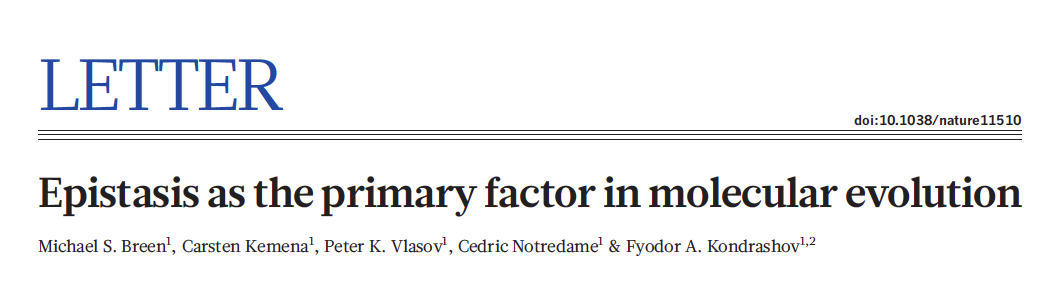 LETTER
doi:10.1038/nature11510
Epistasis as the primary factor in molecular evolution
Michael S. Breen¹, Carsten Kemena¹, Peter K. Vlasov¹, Cedric Notredame¹ & Fyodor A. Kondrashov¹,²